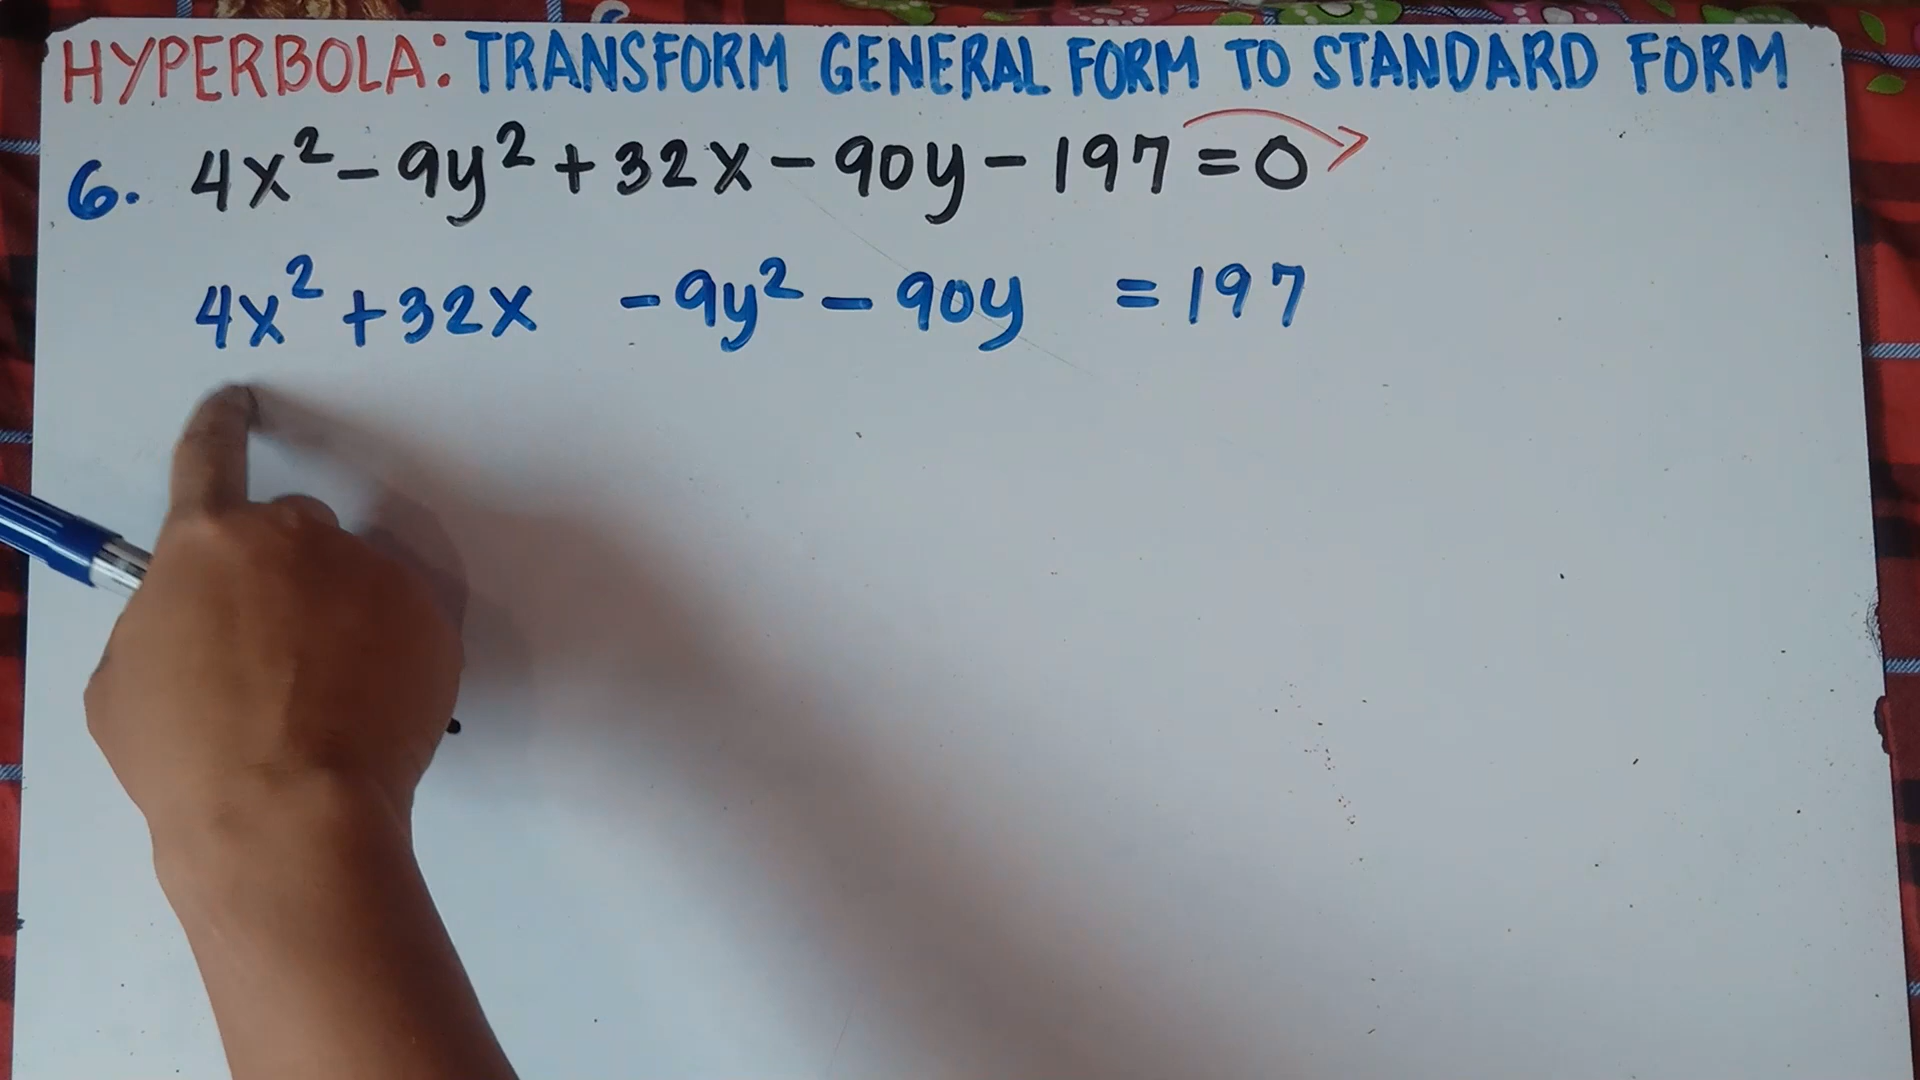 HYPERBOLA: TRANSFORM GENERAL FORM TO STANDARD FORM
6. 4x² - 9y² + 32x - 90y - 197 = 0
4x² + 32x - 9y² - 90y = 197